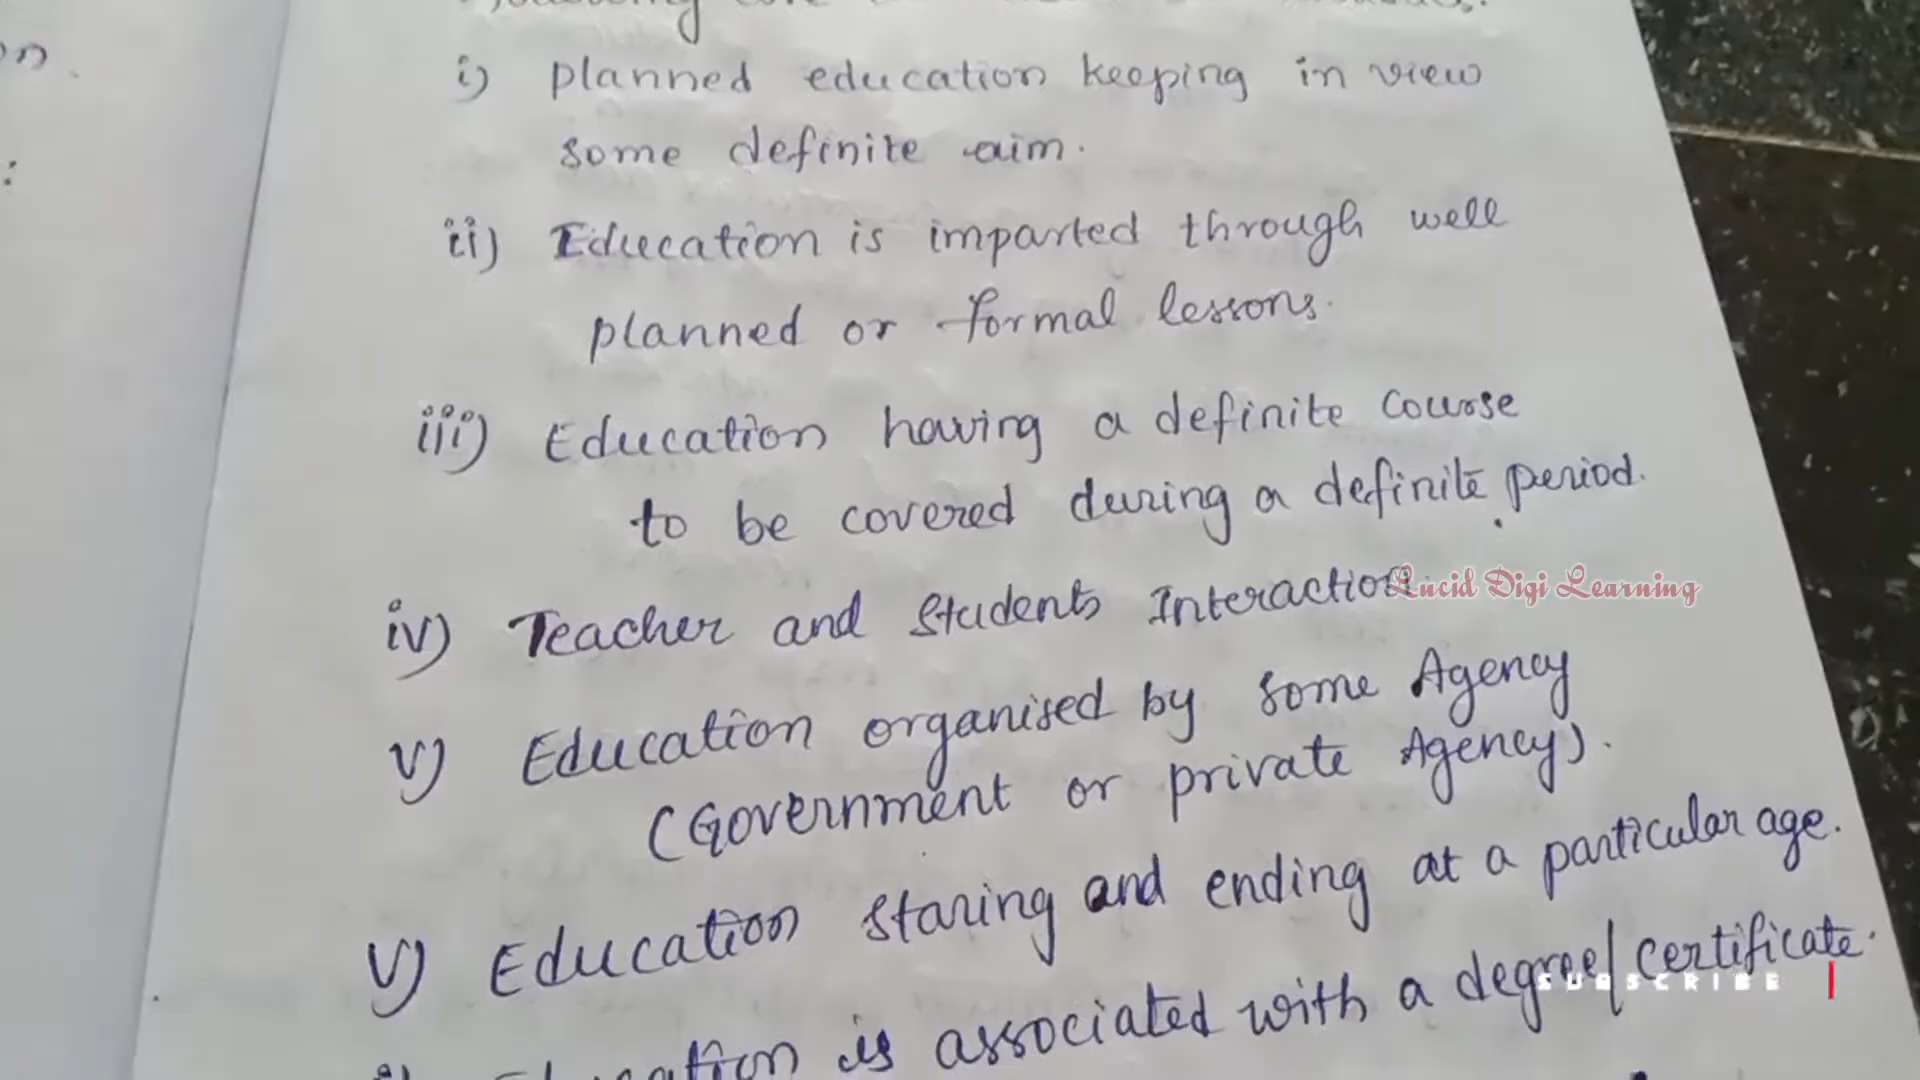 i) planned education keeping in view
some definite aim.
ii) Education is imparted through well
planned or formal lessons.
iii) Education having a definite course
to be covered during a definite period.
iv) Teacher and Students Interaction
Lucid Digi Learning
v) Education organised by some Agency
(Government or private Agency).
v) Education staring and ending at a particular age.
is associated with a degree/certificate.
SUBSCRIBE